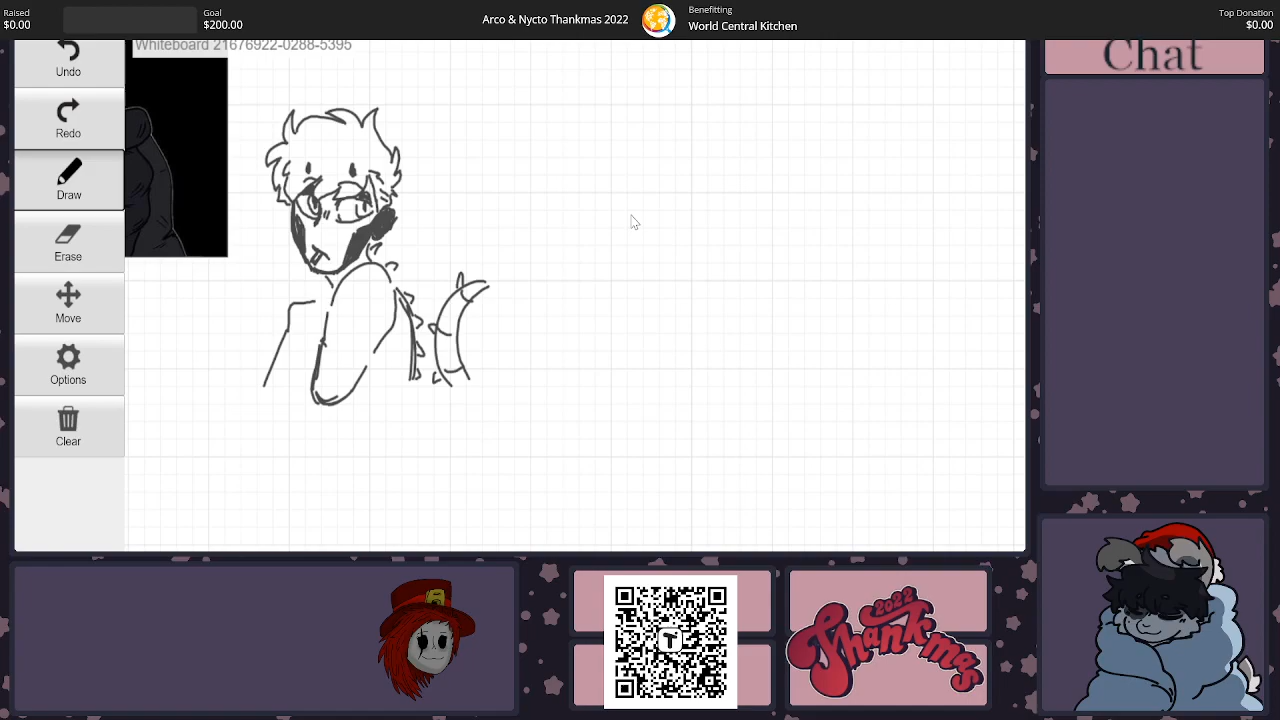 Raised
$0.00
Goal
$200.00
Arco & Nycto Thankmas 2022
Benefitting
World Central Kitchen
Top Donation
$0.00
Whiteboard 21676922-0288-5395
Chat
Undo
Redo
Draw
Erase
Move
Options
Clear
T
2022
Thankmas